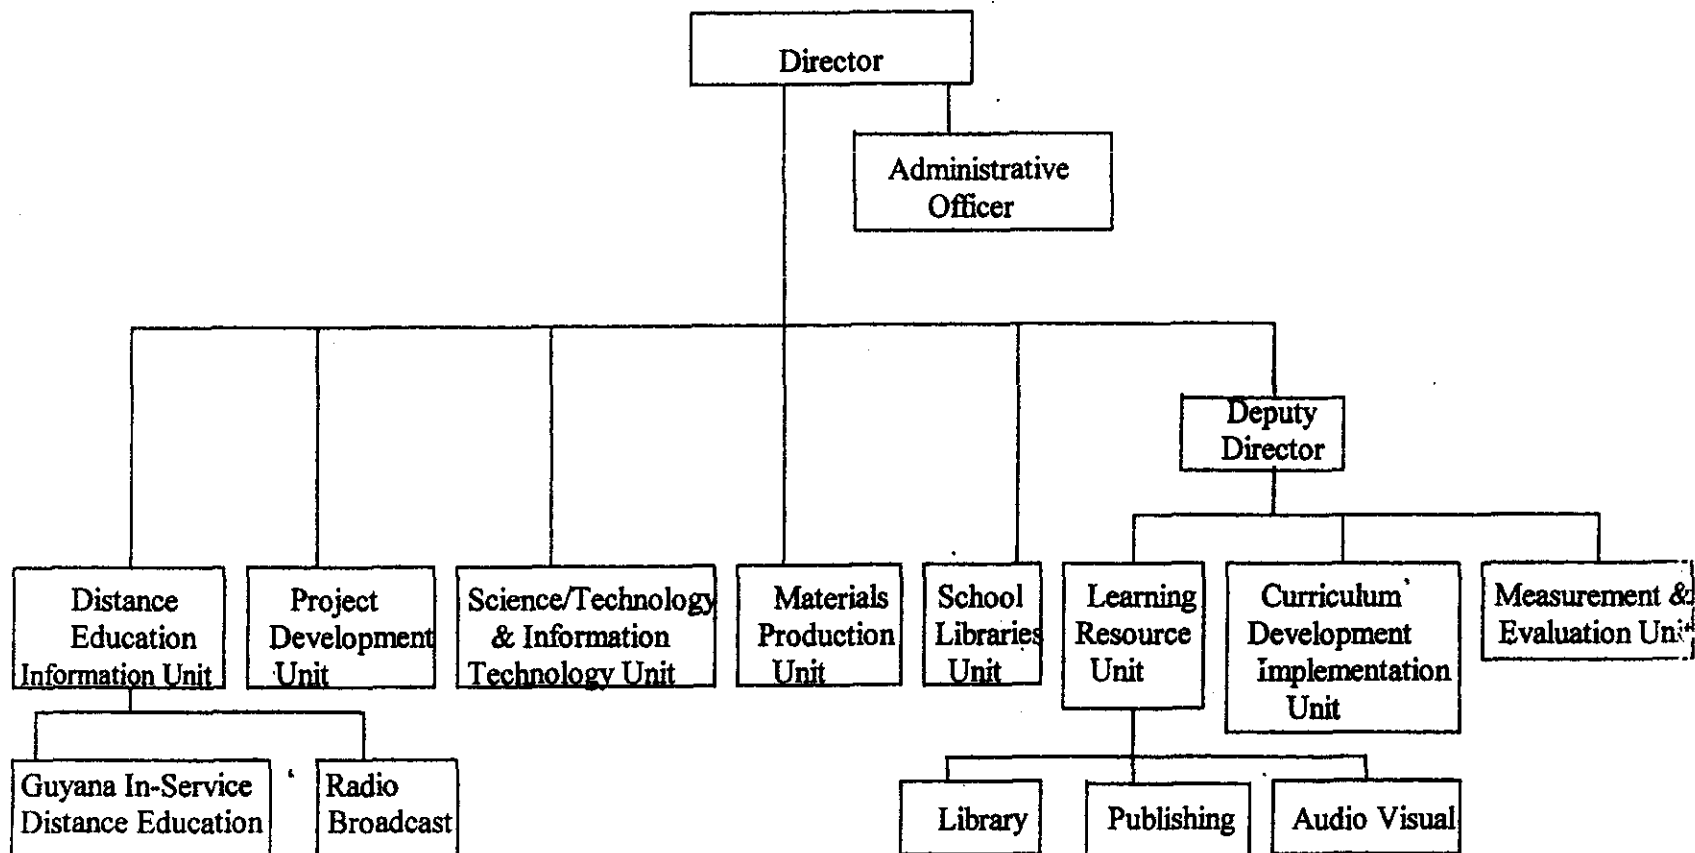 Director
Administrative
Officer
Deputy
Director
Distance
Education
Information Unit
Project
Development
Unit
Science/Technology
& Information
Technology Unit
Materials
Production
Unit
School
Libraries
Unit
Learning
Resource
Unit
Curriculum
Development
Implementation
Unit
Measurement &
Evaluation Unit
Guyana In-Service
Distance Education
Radio
Broadcast
Library
Publishing
Audio Visual